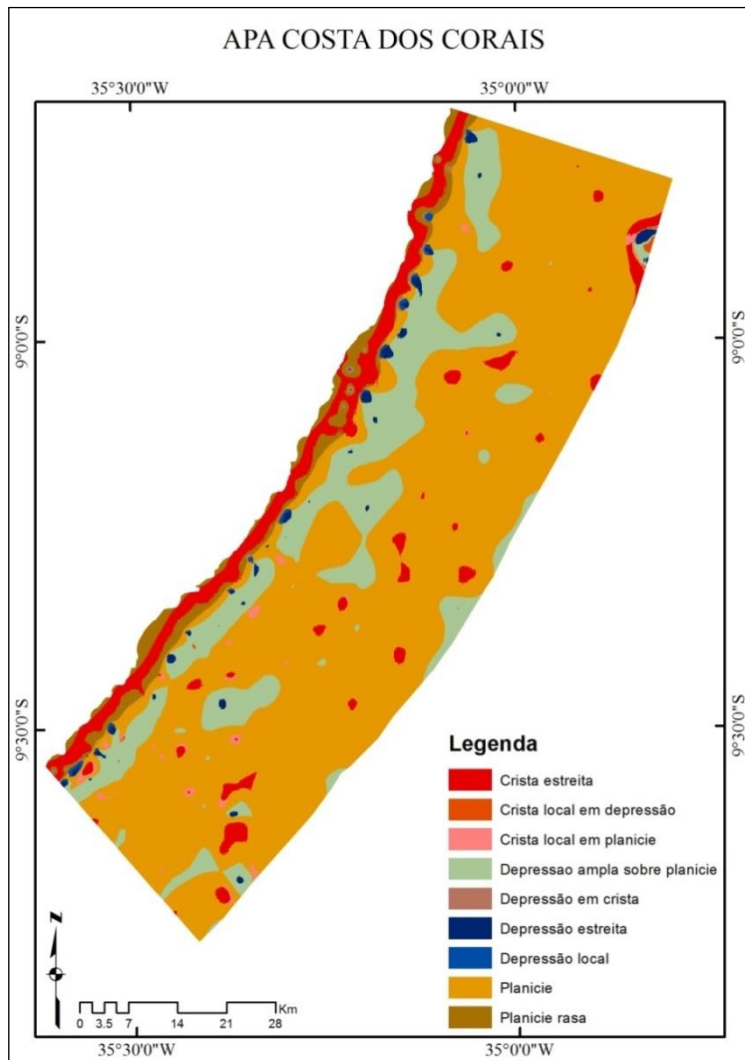 APA COSTA DOS CORAIS
35°30'0"W
35°0'0"W
9°0'0"S
9°0'0"S
9°30'0"S
9°30'0"S
Legenda
Crista estreita
Crista local em depressão
Crista local em planicie
Depressao ampla sobre planicie
Depressão em crista
Depressão estreita
Depressão local
Planicie
Planicie rasa
N
Km
0 3.5 7 14 21 28
35°30'0"W
35°0'0"W